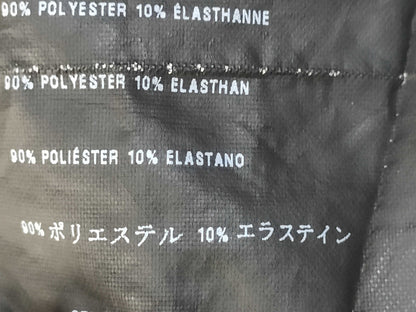 90% POLYESTER 10% ÉLASTHANNE
90% POLYESTER 10% ELASTHAN
90% POLIÉSTER 10% ELASTANO
90% ポリエステル 10% エラステイン